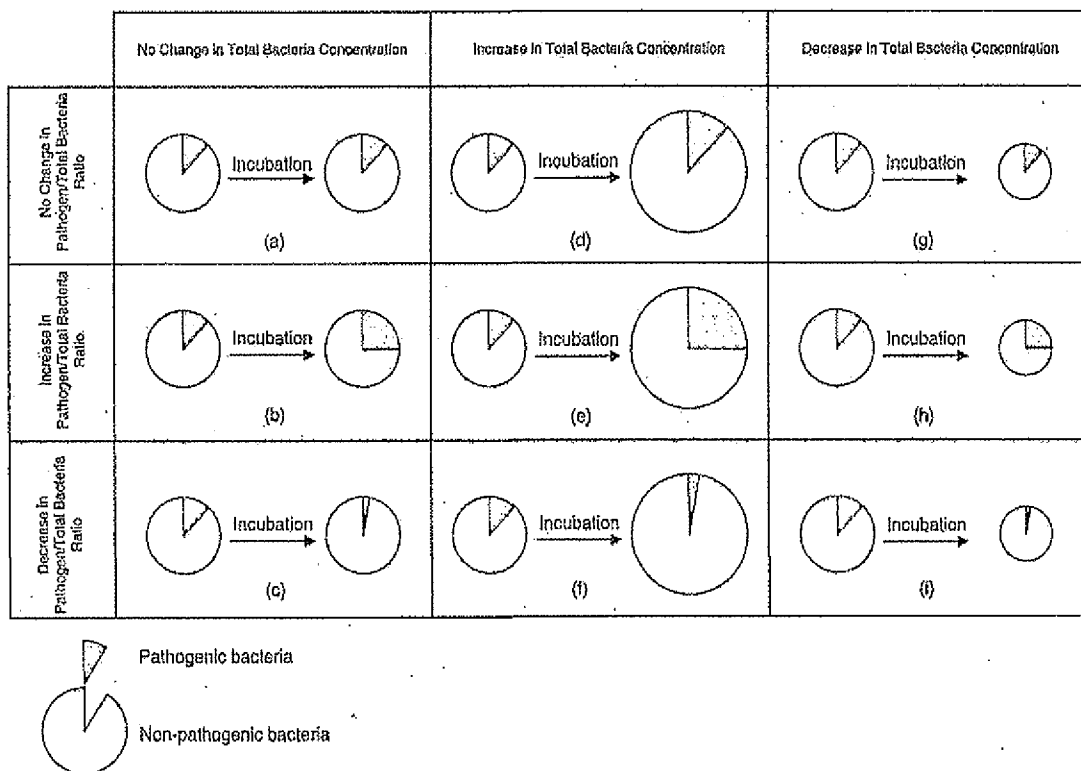 No Change in Total Bacteria Concentration
Increase in Total Bacteria Concentration
Decrease in Total Bacteria Concentration
No Change in
Pathogen/Total Bacteria
Ratio
Incubation
(a)
Incubation
(d)
Incubation
(g)
Increase in
Pathogen/Total Bacteria
Ratio.
Incubation
(b)
Incubation
(e)
Incubation
(h)
Decrease in
Pathogen/Total Bacteria
Ratio
Incubation
(c)
Incubation
(f)
Incubation
(i)
Pathogenic bacteria
Non-pathogenic bacteria